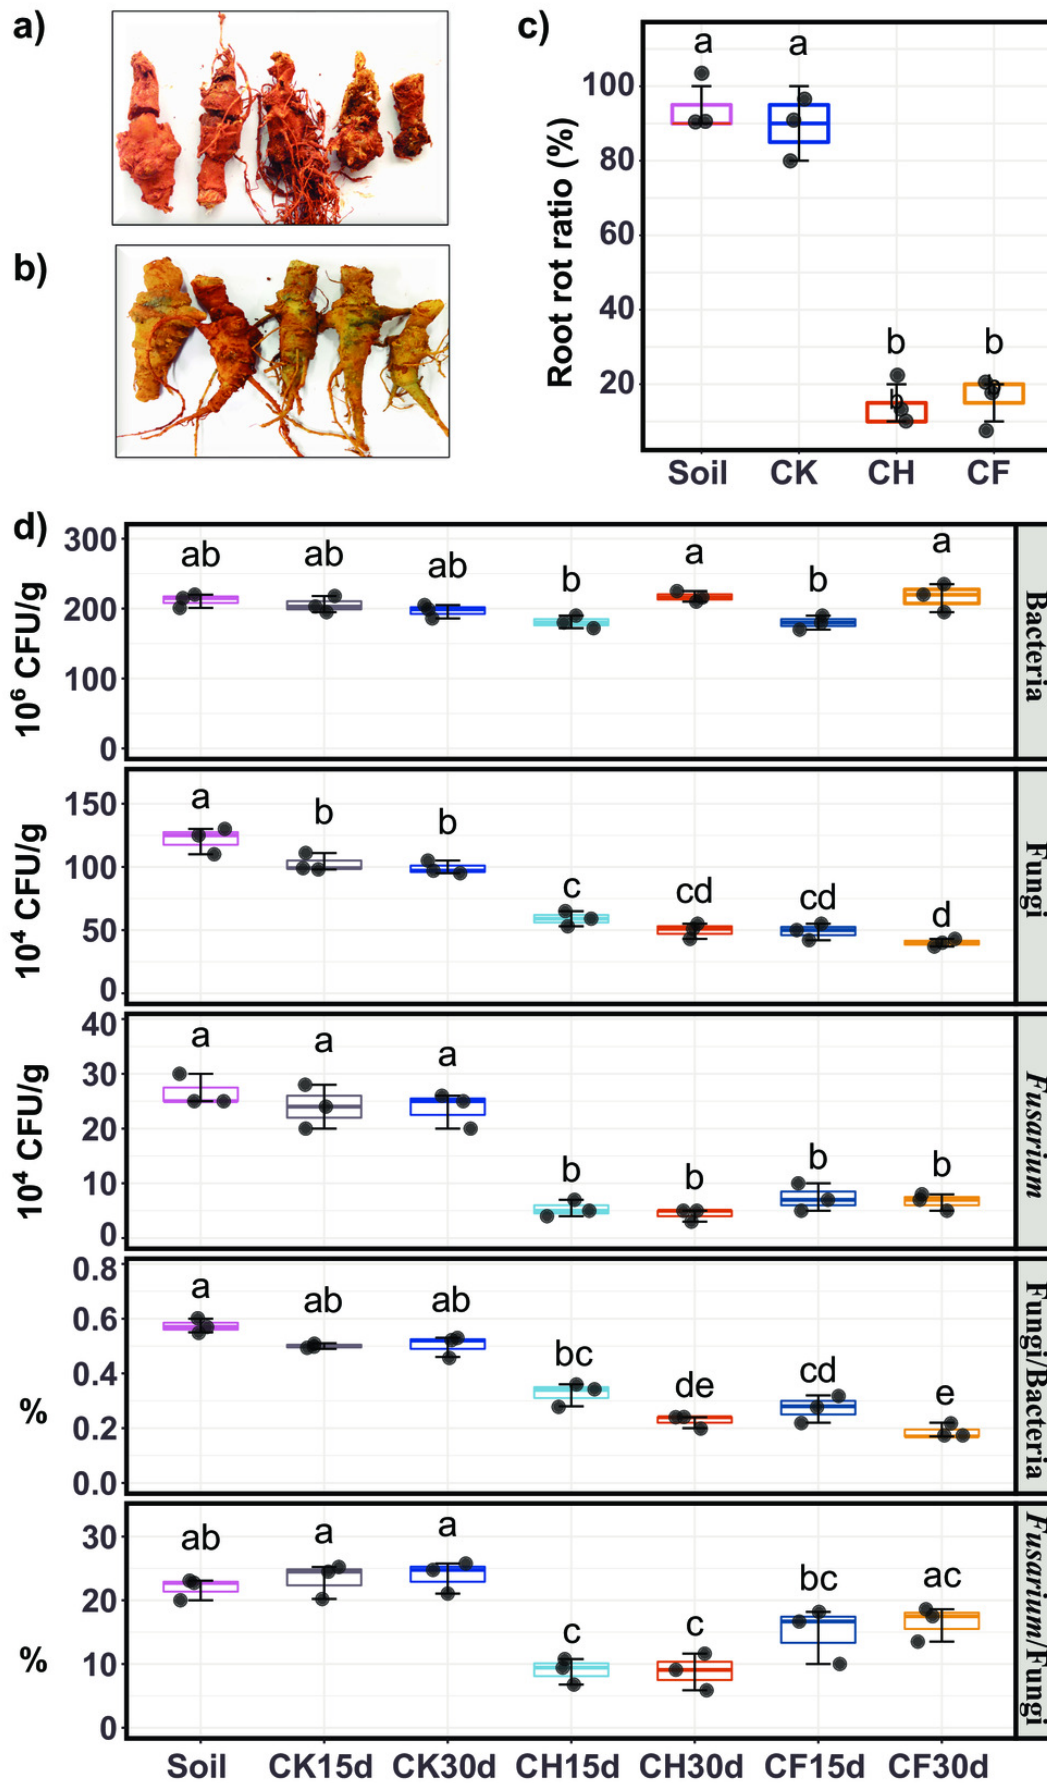 a)
b)
c)
Root rot ratio (%)
100
80
60
40
20
a
a
b
b
b
b
Soil CK CH CF
d)
10⁶ CFU/g
300
200
100
0
ab ab ab b a b a
Bacteria
10⁴ CFU/g
150
100
50
0
a b b c cd cd d
Fungi
10⁴ CFU/g
40
30
20
10
0
a a a b b b b
Fusarium
%
0.8
0.6
0.4
0.2
0.0
a ab ab bc de cd e
Fungi/Bacteria
%
30
20
10
0
ab a a c c bc ac
Fusarium/Fungi
Soil CK15d CK30d CH15d CH30d CF15d CF30d